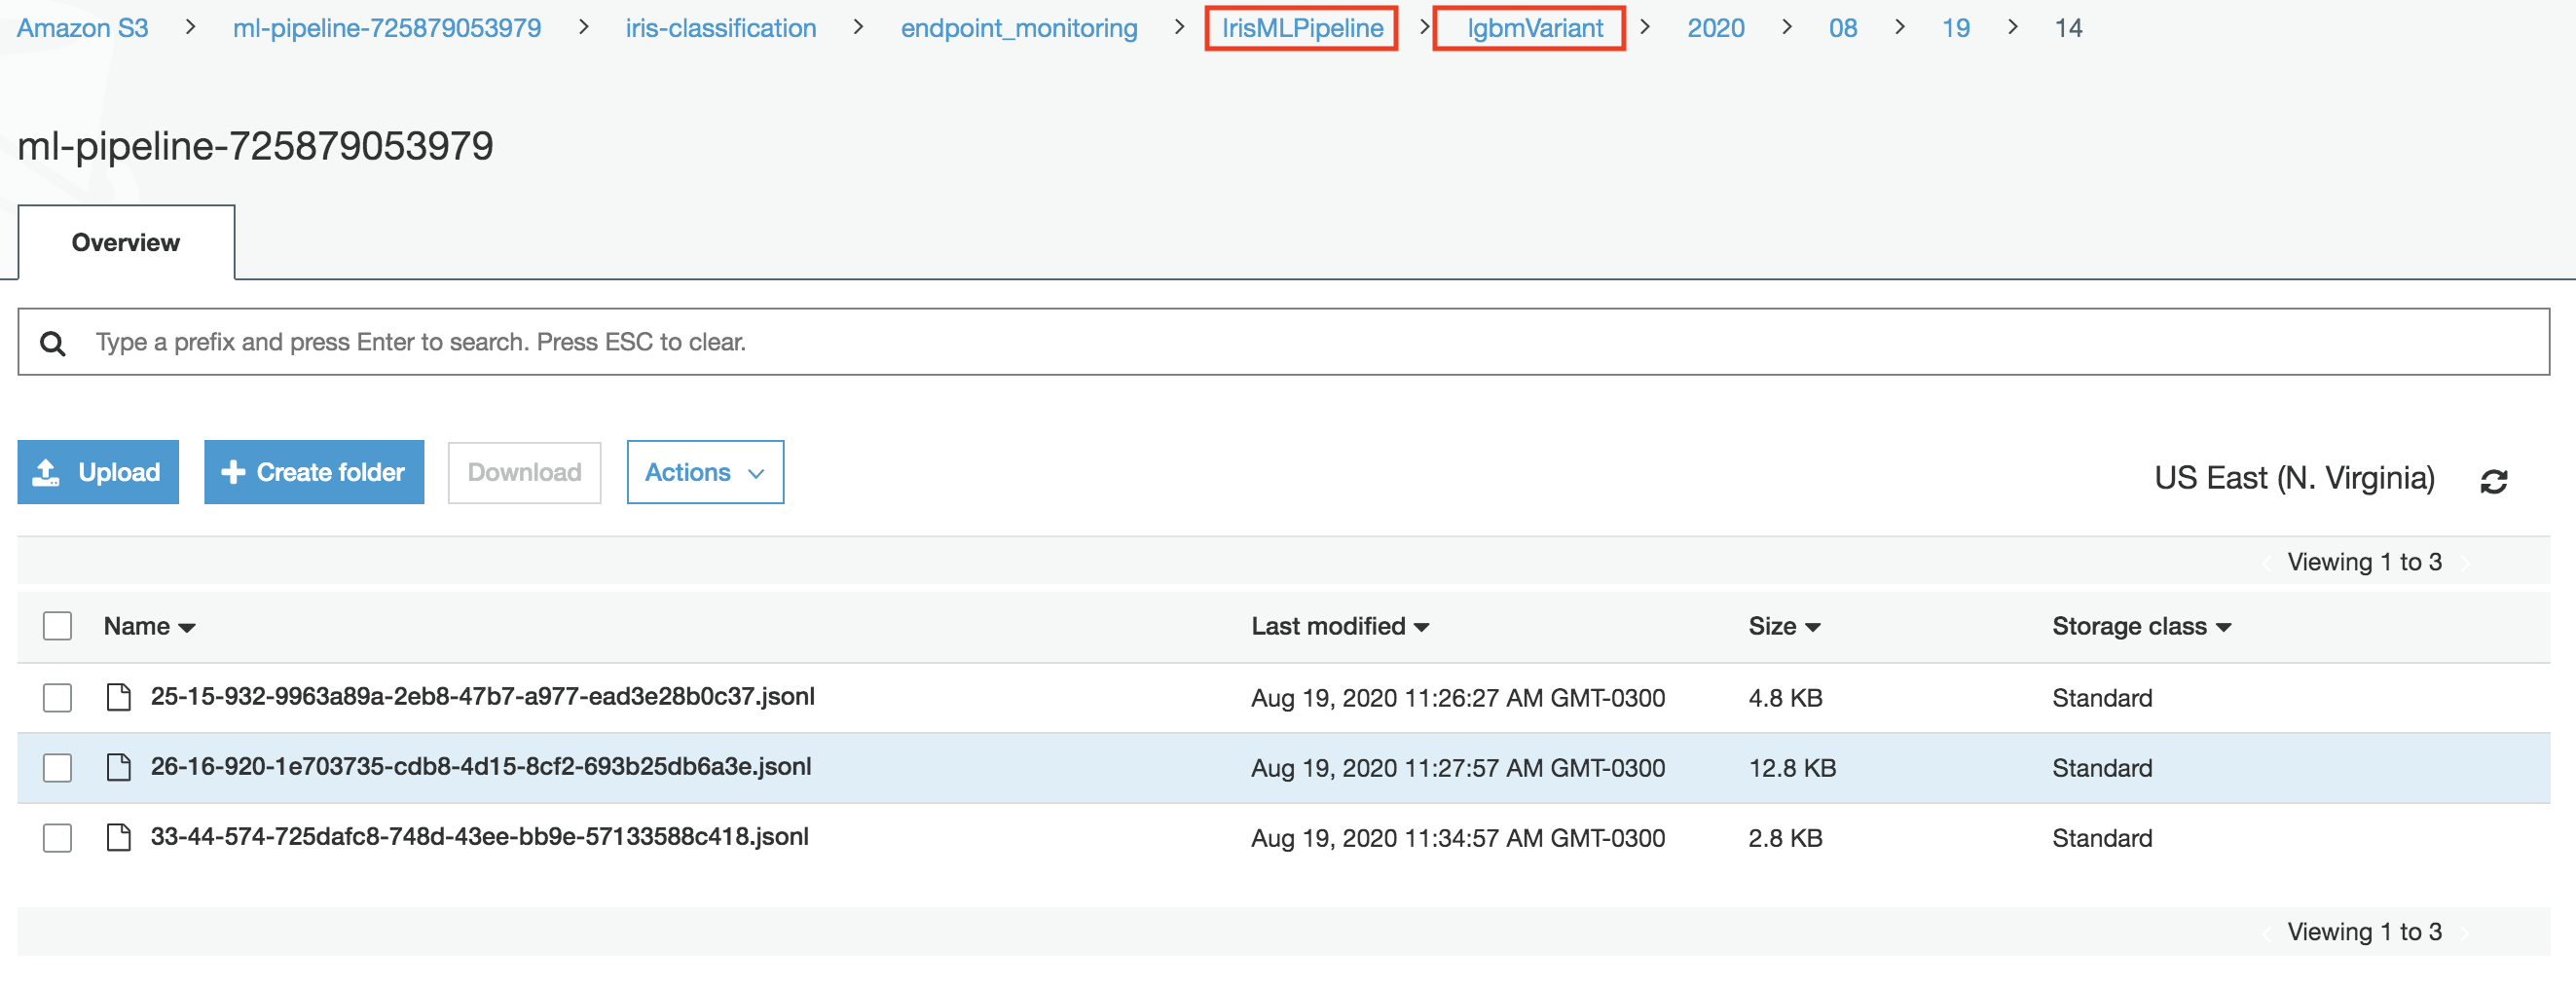 Amazon S3 > ml-pipeline-725879053979 > iris-classification > endpoint_monitoring > IrisMLPipeline > lgbmVariant > 2020 > 08 > 19 > 14
ml-pipeline-725879053979
Overview
Type a prefix and press Enter to search. Press ESC to clear.
Upload Create folder Download Actions US East (N. Virginia)
Viewing 1 to 3
Name Last modified Size Storage class
25-15-932-9963a89a-2eb8-47b7-a977-ead3e28b0c37.jsonl Aug 19, 2020 11:26:27 AM GMT-0300 4.8 KB Standard
26-16-920-1e703735-cdb8-4d15-8cf2-693b25db6a3e.jsonl Aug 19, 2020 11:27:57 AM GMT-0300 12.8 KB Standard
33-44-574-725dafc8-748d-43ee-bb9e-57133588c418.jsonl Aug 19, 2020 11:34:57 AM GMT-0300 2.8 KB Standard
Viewing 1 to 3